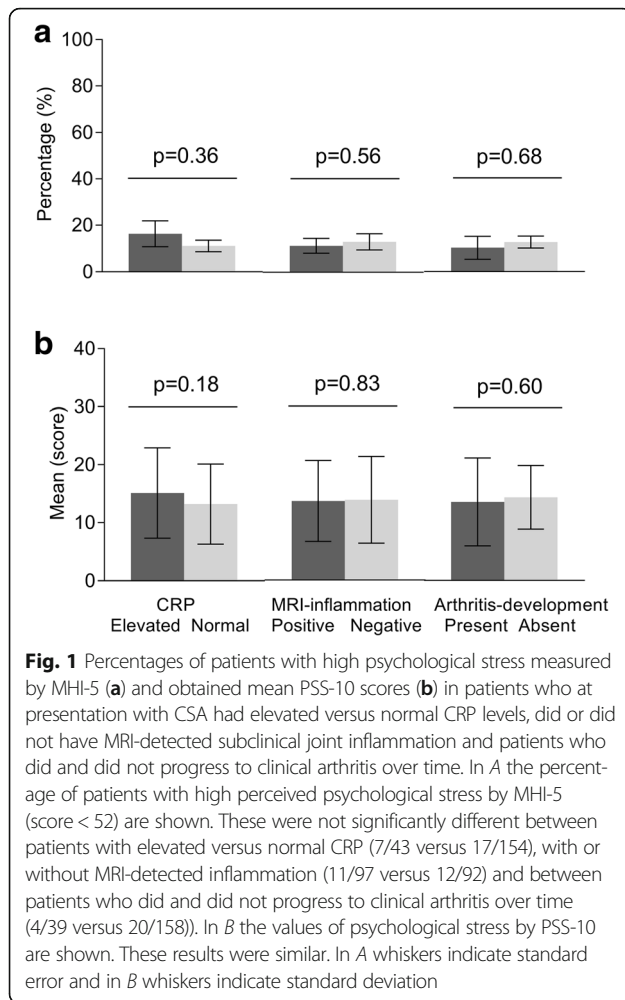 a
100
80
60
40
20
0
Percentage (%)
p=0.36
p=0.56
p=0.68
b
40
30
20
10
0
Mean (score)
p=0.18
p=0.83
p=0.60
CRP
Elevated Normal
MRI-inflammation
Positive Negative
Arthritis-development
Present Absent
Fig. 1 Percentages of patients with high psychological stress measured
by MHI-5 (a) and obtained mean PSS-10 scores (b) in patients who at
presentation with CSA had elevated versus normal CRP levels, did or did
not have MRI-detected subclinical joint inflammation and patients who
did and did not progress to clinical arthritis over time. In A the percent-
age of patients with high perceived psychological stress by MHI-5
(score < 52) are shown. These were not significantly different between
patients with elevated versus normal CRP (7/43 versus 17/154), with or
without MRI-detected inflammation (11/97 versus 12/92) and between
patients who did and did not progress to clinical arthritis over time
(4/39 versus 20/158)). In B the values of psychological stress by PSS-10
are shown. These results were similar. In A whiskers indicate standard
error and in B whiskers indicate standard deviation